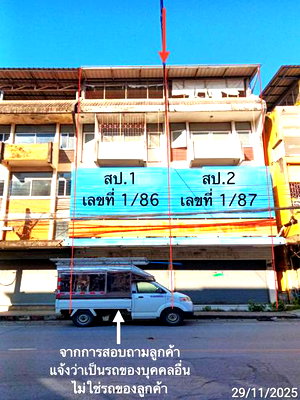 สป.1
เลขที่ 1/86
สป.2
เลขที่ 1/87
จากการสอบถามลูกค้า
แจ้งว่าเป็นรถของบุคคลอื่น
ไม่ใช่รถของลูกค้า
29/11/2025